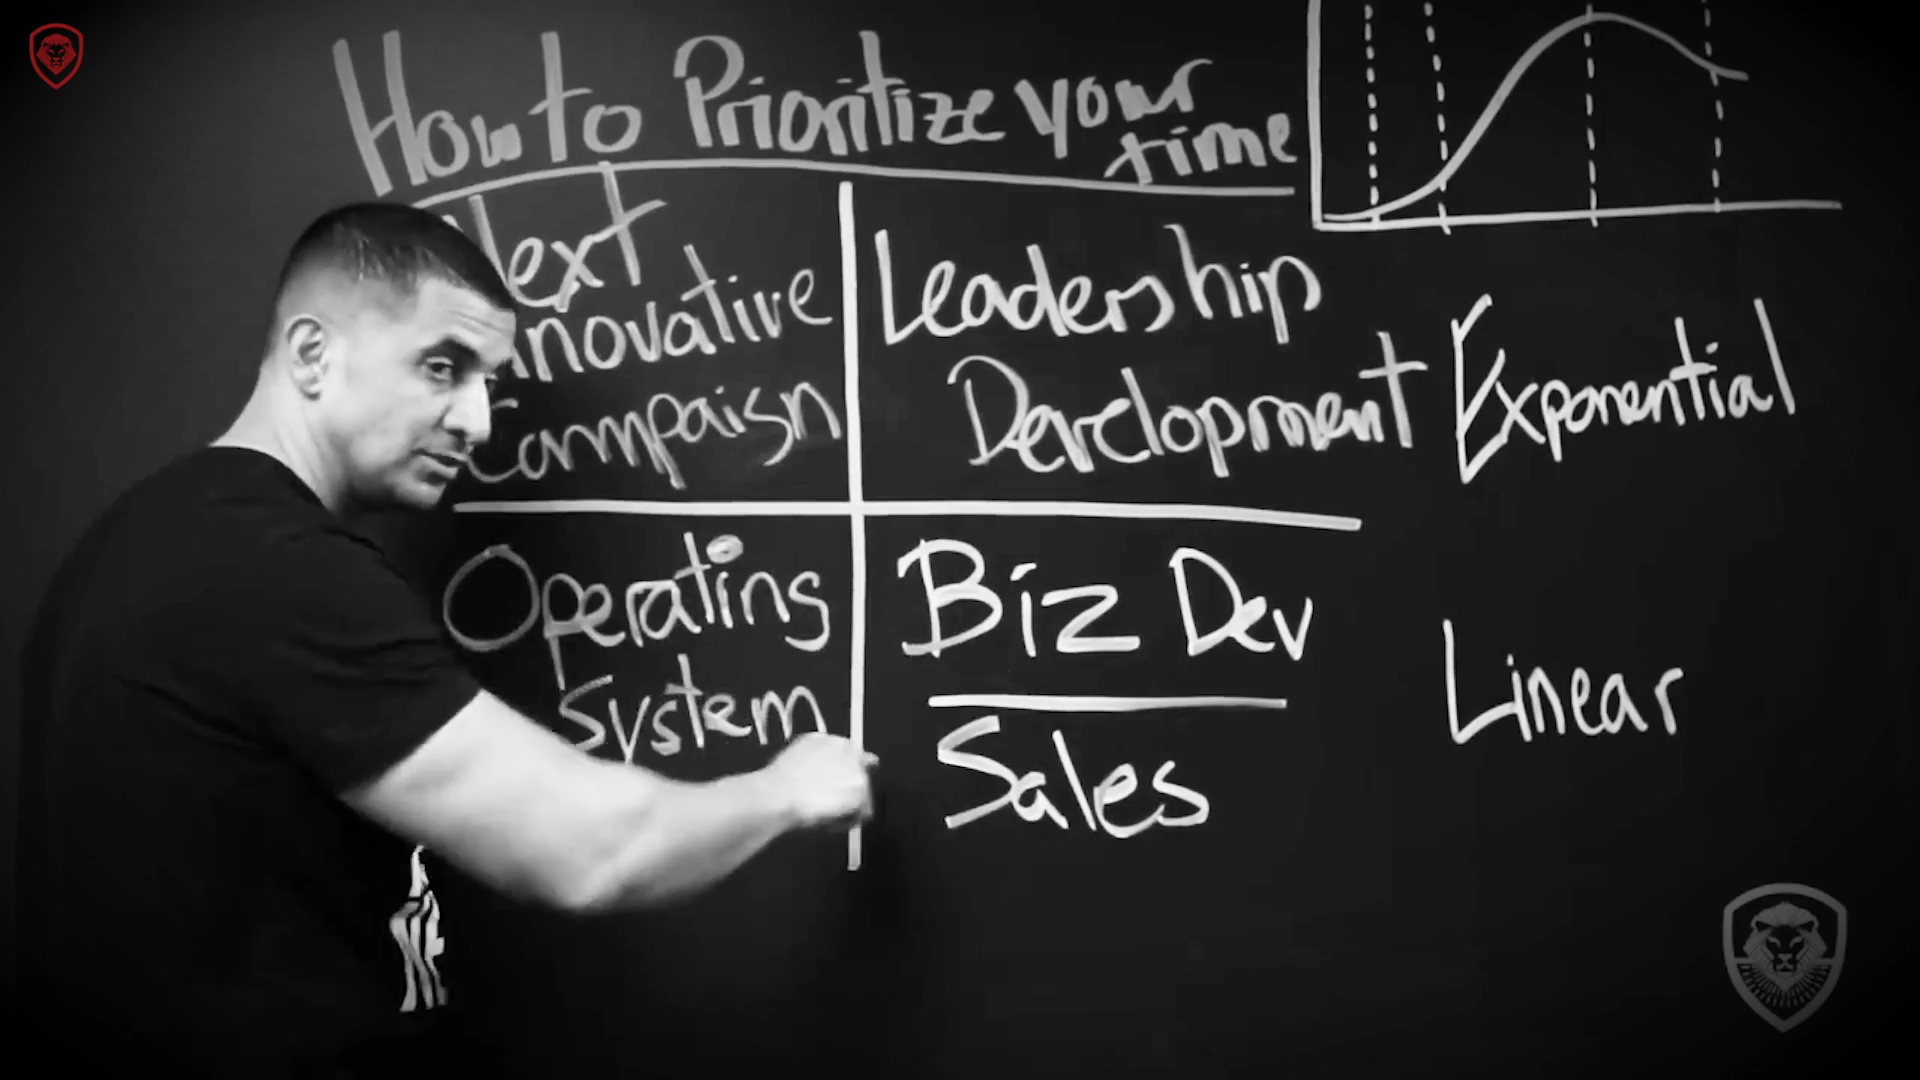 How to Prioritize your
time
Next
Innovative
Campaign
Leadership
Development
Exponential
Operating
System
Biz Dev
Sales
Linear